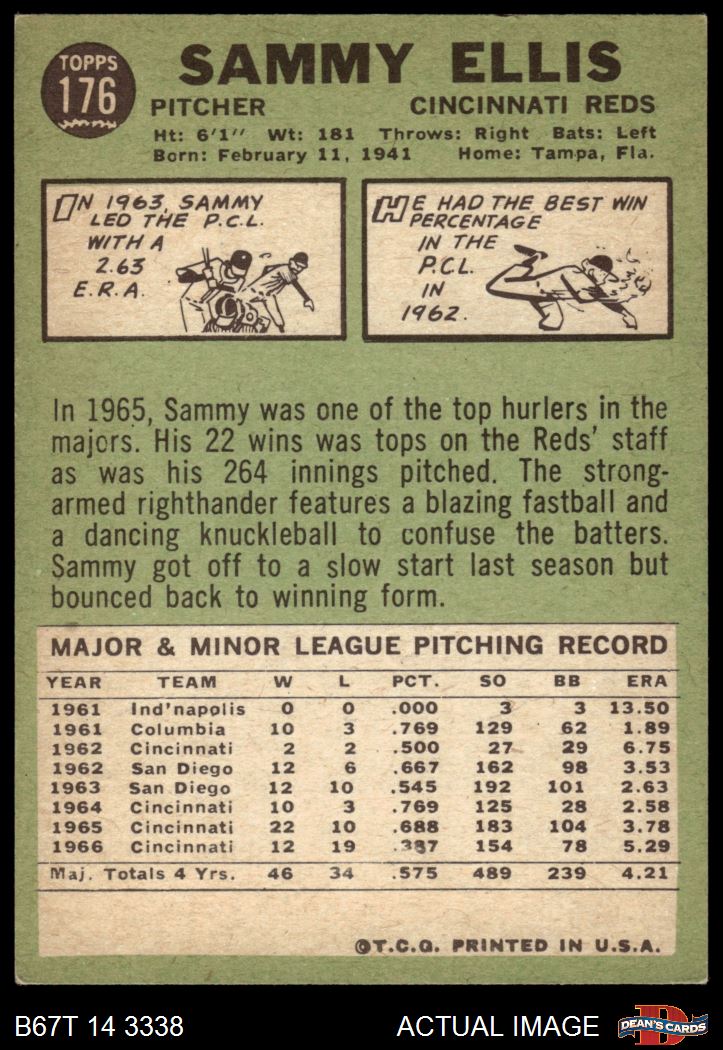 TOPPS
176
SAMMY ELLIS
PITCHER CINCINNATI REDS
Ht: 6'1" Wt: 181 Throws: Right Bats: Left
Born: February 11, 1941 Home: Tampa, Fla.
IN 1963, SAMMY
LED THE P.C.L.
WITH A
2.63
E.R.A.
HE HAD THE BEST WIN
PERCENTAGE
IN THE
P.C.L.
IN
1962.
In 1965, Sammy was one of the top hurlers in the
majors. His 22 wins was tops on the Reds' staff
as was his 264 innings pitched. The strong-
armed righthander features a blazing fastball and
a dancing knuckleball to confuse the batters.
Sammy got off to a slow start last season but
bounced back to winning form.
MAJOR & MINOR LEAGUE PITCHING RECORD
YEAR TEAM W L PCT. SO BB ERA
1961 Ind'napolis 0 0 .000 3 3 13.50
1961 Columbia 10 3 .769 129 62 1.89
1962 Cincinnati 2 2 .500 27 29 6.75
1962 San Diego 12 6 .667 162 98 3.53
1963 San Diego 12 10 .545 192 101 2.63
1964 Cincinnati 10 3 .769 125 28 2.58
1965 Cincinnati 22 10 .688 183 104 3.78
1966 Cincinnati 12 19 .387 154 78 5.29
Maj. Totals 4 Yrs. 46 34 .575 489 239 4.21
©T.C.G. PRINTED IN U.S.A.
B67T 14 3338 ACTUAL IMAGE DEAN'S CARDS